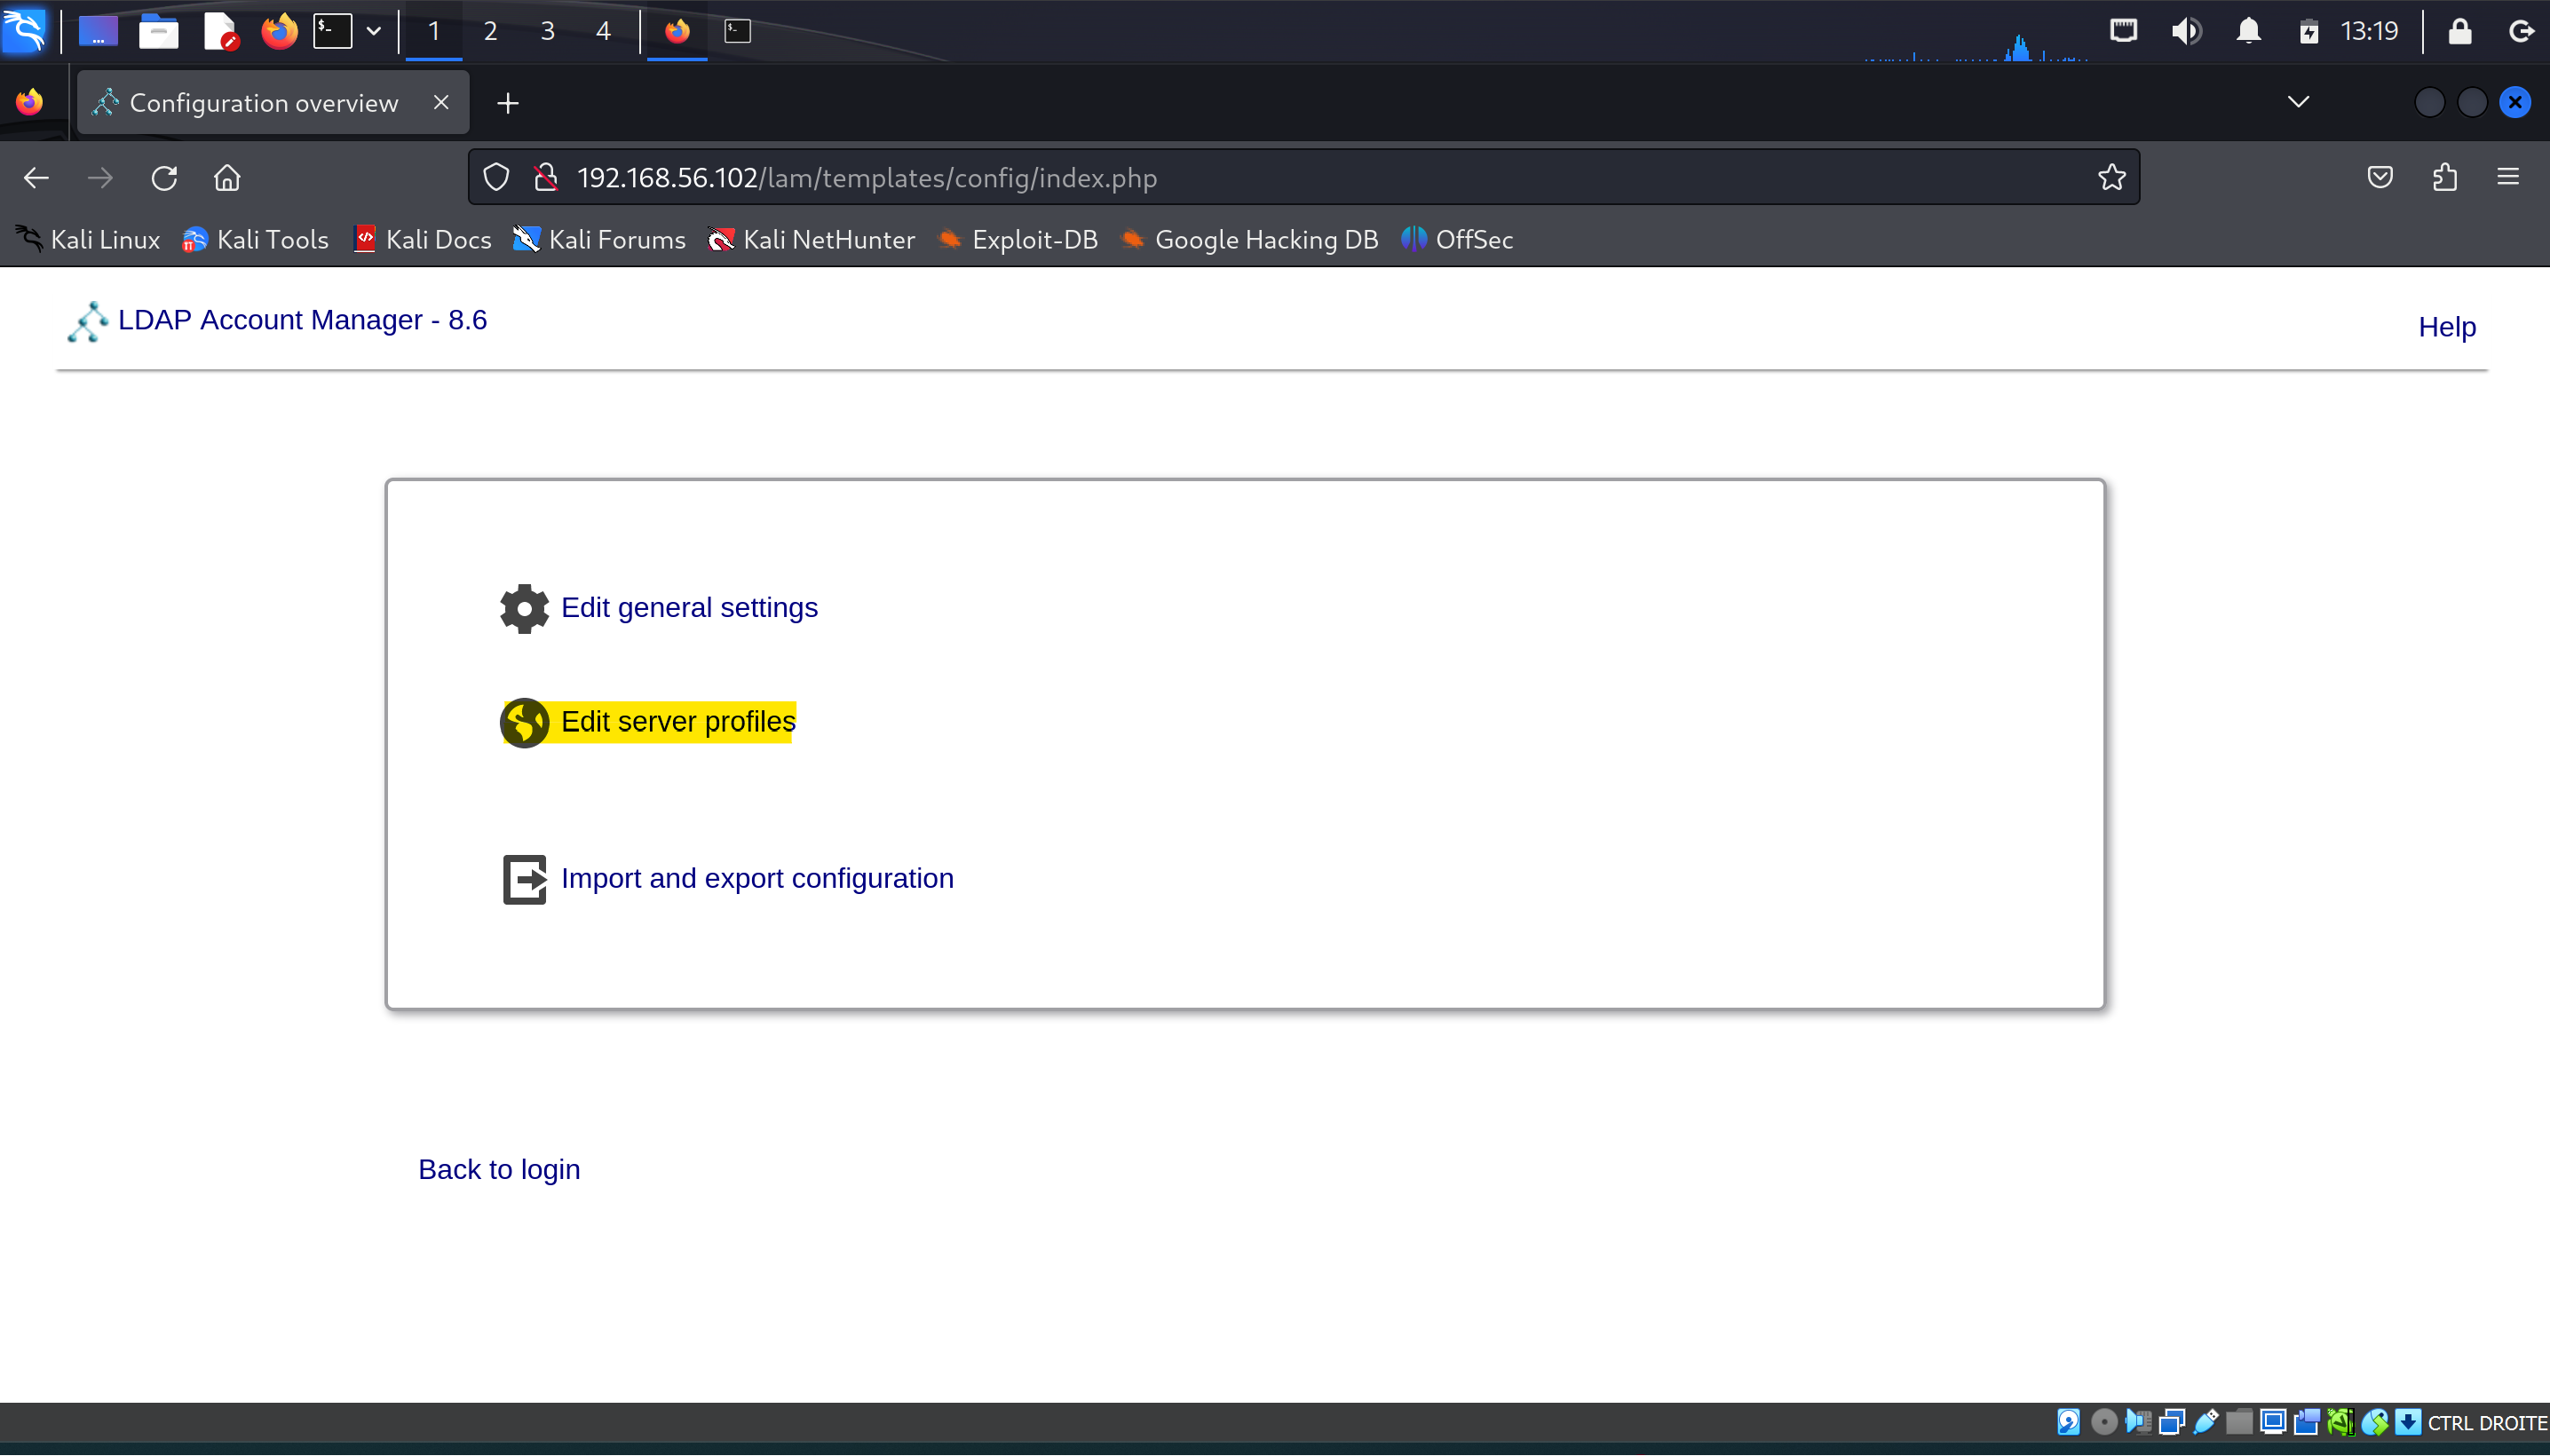 1 2 3 4 13:19
Configuration overview
192.168.56.102/lam/templates/config/index.php
Kali Linux Kali Tools Kali Docs Kali Forums Kali NetHunter Exploit-DB Google Hacking DB OffSec
LDAP Account Manager - 8.6 Help
Edit general settings
Edit server profiles
Import and export configuration
Back to login
CTRL DROITE